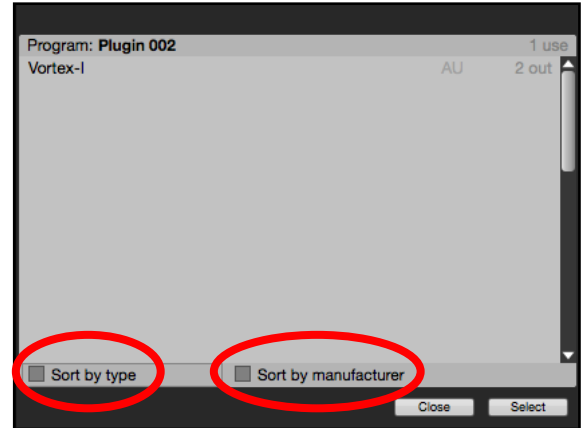 Program: Plugin 002 1 use
Vortex-I AU 2 out
Sort by type Sort by manufacturer
Close Select